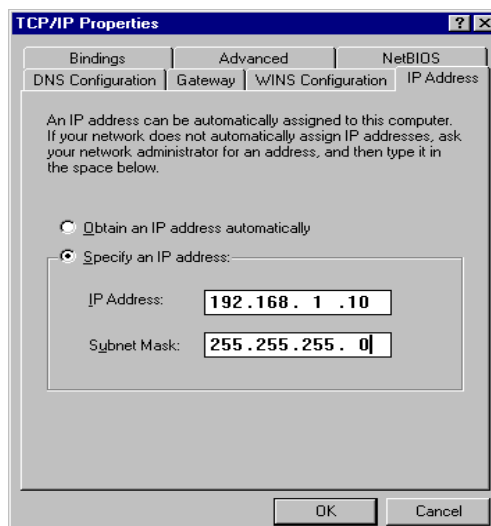 TCP/IP Properties
Bindings Advanced NetBIOS
DNS Configuration Gateway WINS Configuration IP Address
An IP address can be automatically assigned to this computer.
If your network does not automatically assign IP addresses, ask
your network administrator for an address, and then type it in
the space below.
Obtain an IP address automatically
Specify an IP address:
IP Address: 192.168. 1 .10
Subnet Mask: 255.255.255. 0
OK Cancel